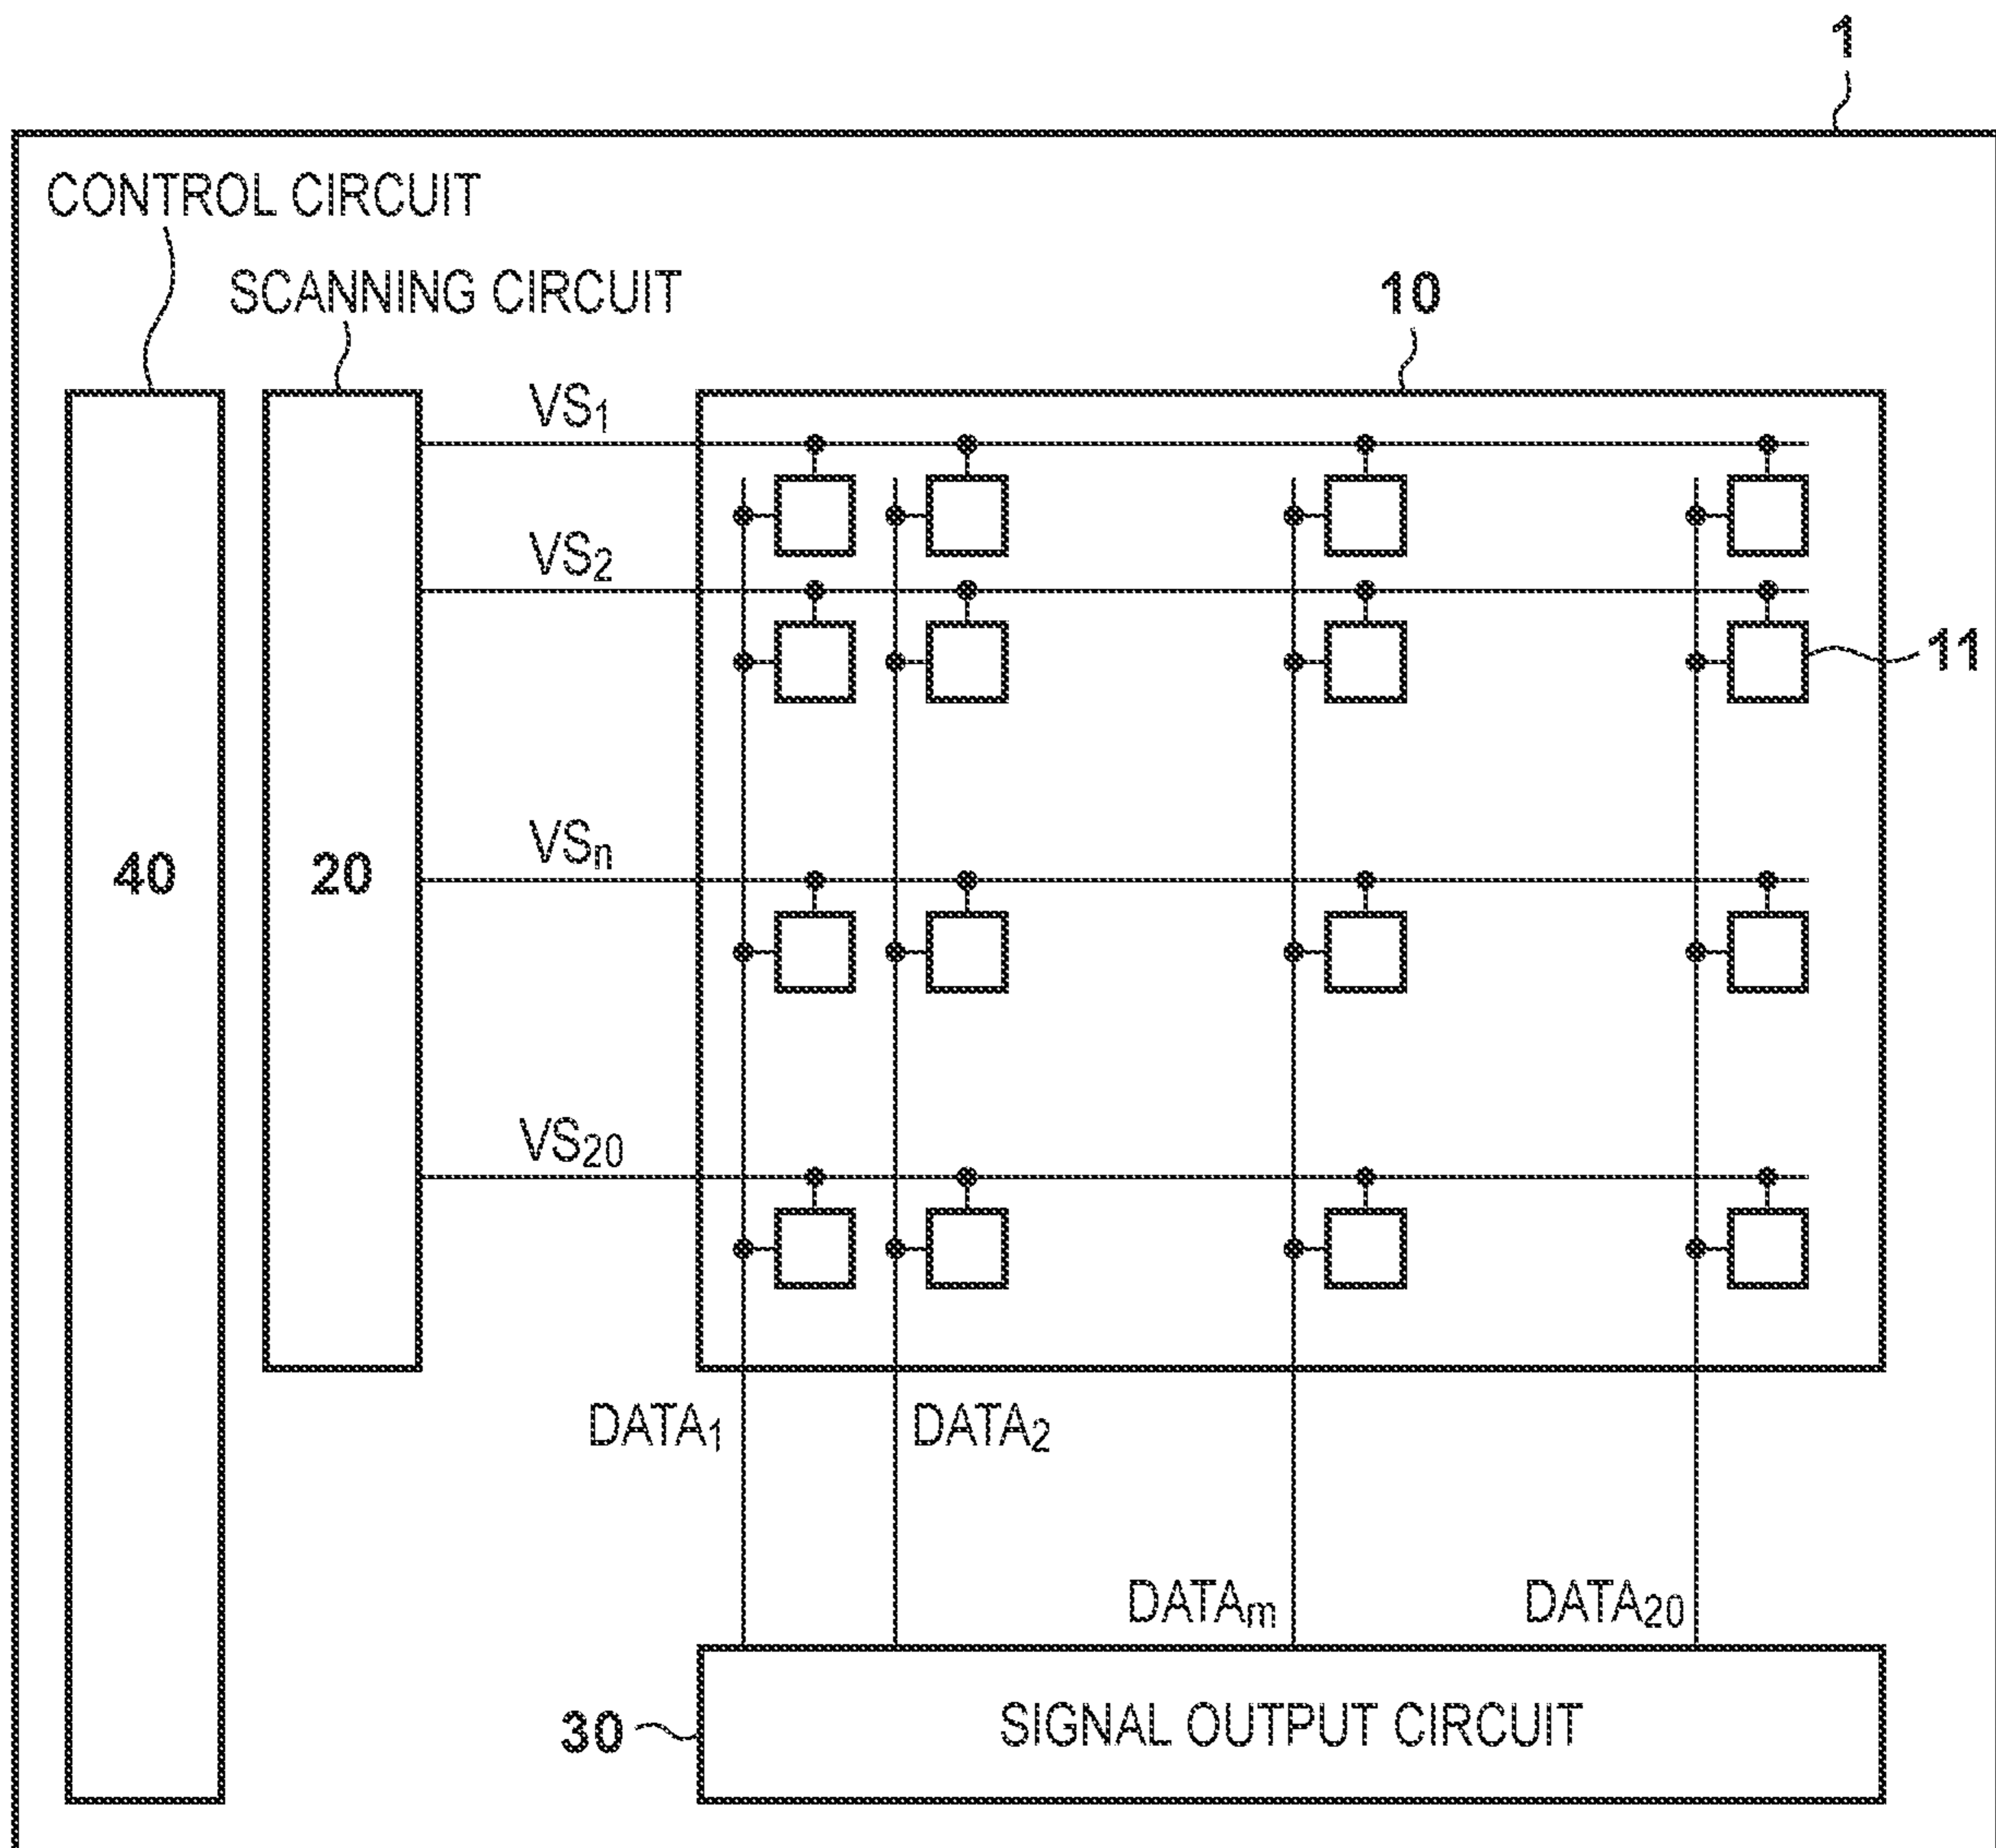 1
CONTROL CIRCUIT
SCANNING CIRCUIT
10
VS₁
VS₂
11
VSₙ
40
20
VS₂₀
DATA₁
DATA₂
DATAₘ
DATA₂₀
30
SIGNAL OUTPUT CIRCUIT